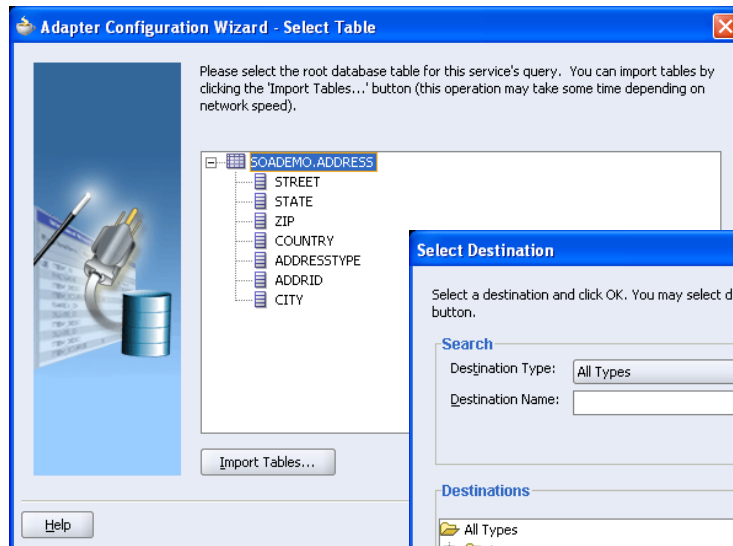 Adapter Configuration Wizard - Select Table
Please select the root database table for this service's query. You can import tables by
clicking the 'Import Tables...' button (this operation may take some time depending on
network speed).
SOADEMO.ADDRESS
STREET
STATE
ZIP
COUNTRY
ADDRESSTYPE
ADDRID
CITY
Import Tables...
Help
Select Destination
Select a destination and click OK. You may select d
button.
Search
Destination Type: All Types
Destination Name:
Destinations
All Types